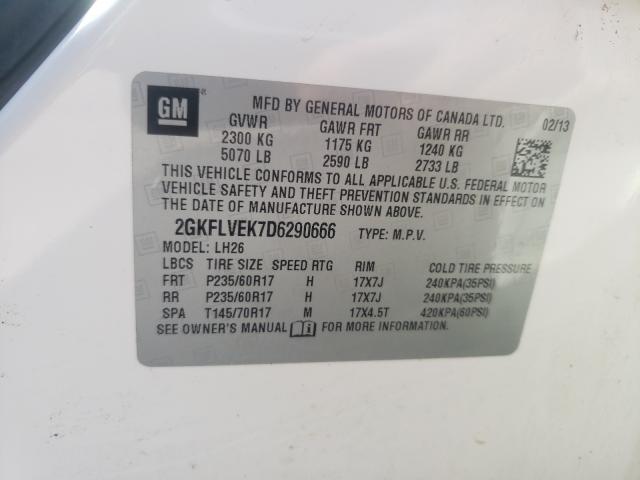 GM
MFD BY GENERAL MOTORS OF CANADA LTD. 02/13
GVWR GAWR FRT GAWR RR
2300 KG 1175 KG 1240 KG
5070 LB 2590 LB 2733 LB
THIS VEHICLE CONFORMS TO ALL APPLICABLE U.S. FEDERAL MOTOR
VEHICLE SAFETY AND THEFT PREVENTION STANDARDS IN EFFECT ON
THE DATE OF MANUFACTURE SHOWN ABOVE.
2GKFLVEK7D6290666 TYPE: M.P.V.
MODEL: LH26
LBCS TIRE SIZE SPEED RTG RIM COLD TIRE PRESSURE
FRT P235/60R17 H 17X7J 240KPA(35PSI)
RR P235/60R17 H 17X7J 240KPA(35PSI)
SPA T145/70R17 M 17X4.5T 420KPA(60PSI)
SEE OWNER'S MANUAL FOR MORE INFORMATION.